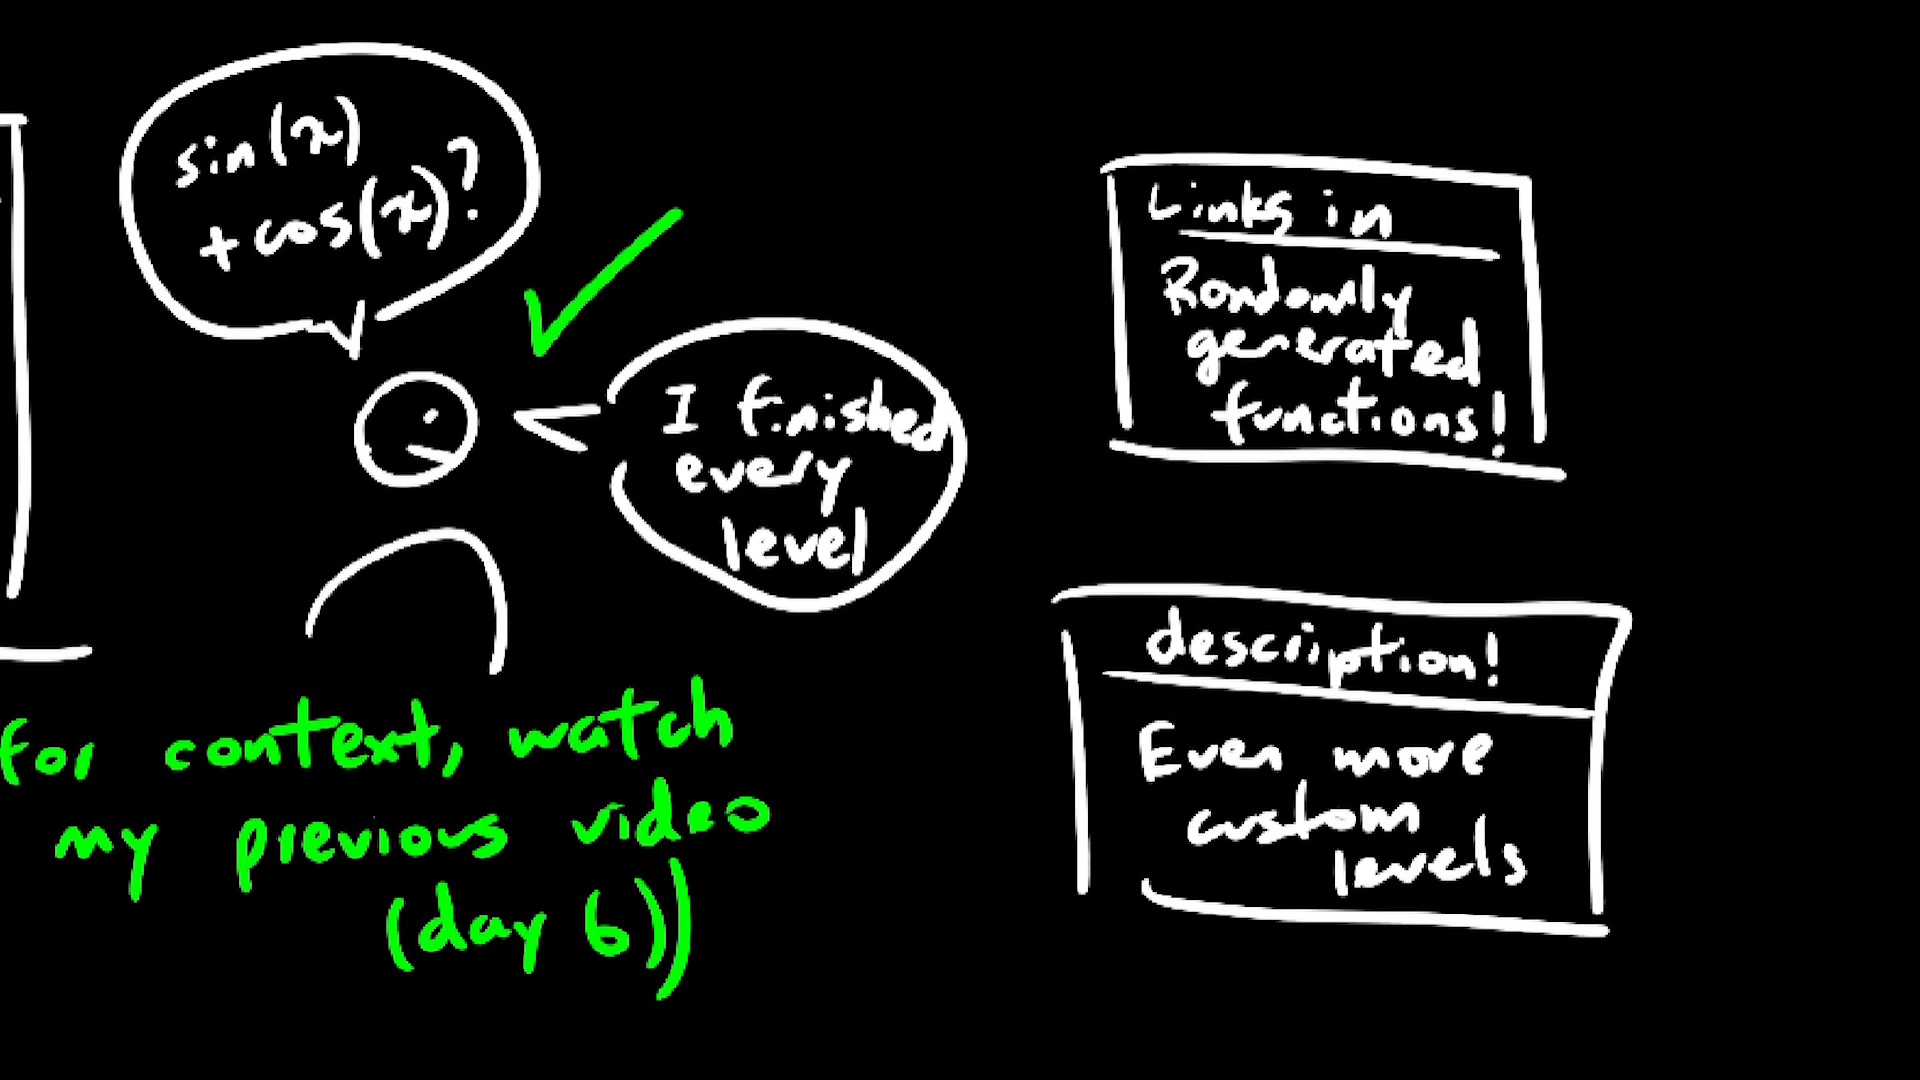 sin(x)
+ cos(x)?
I finished
every
level
for context, watch
my previous video
(day 6))
Links in
Randomly
generated
functions!
description!
Even more
custom
levels